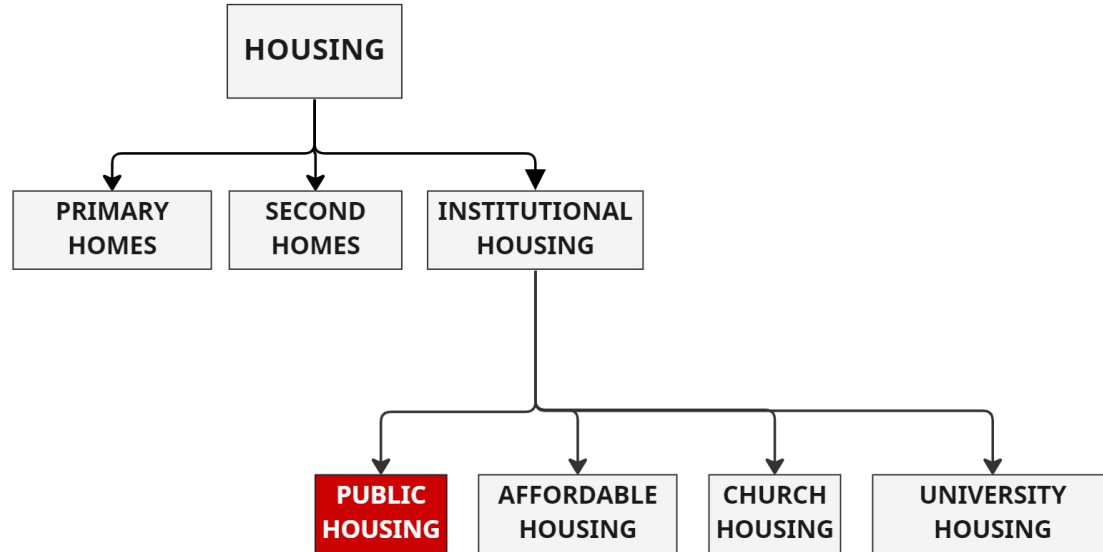 HOUSING
PRIMARY
HOMES
SECOND
HOMES
INSTITUTIONAL
HOUSING
PUBLIC
HOUSING
AFFORDABLE
HOUSING
CHURCH
HOUSING
UNIVERSITY
HOUSING